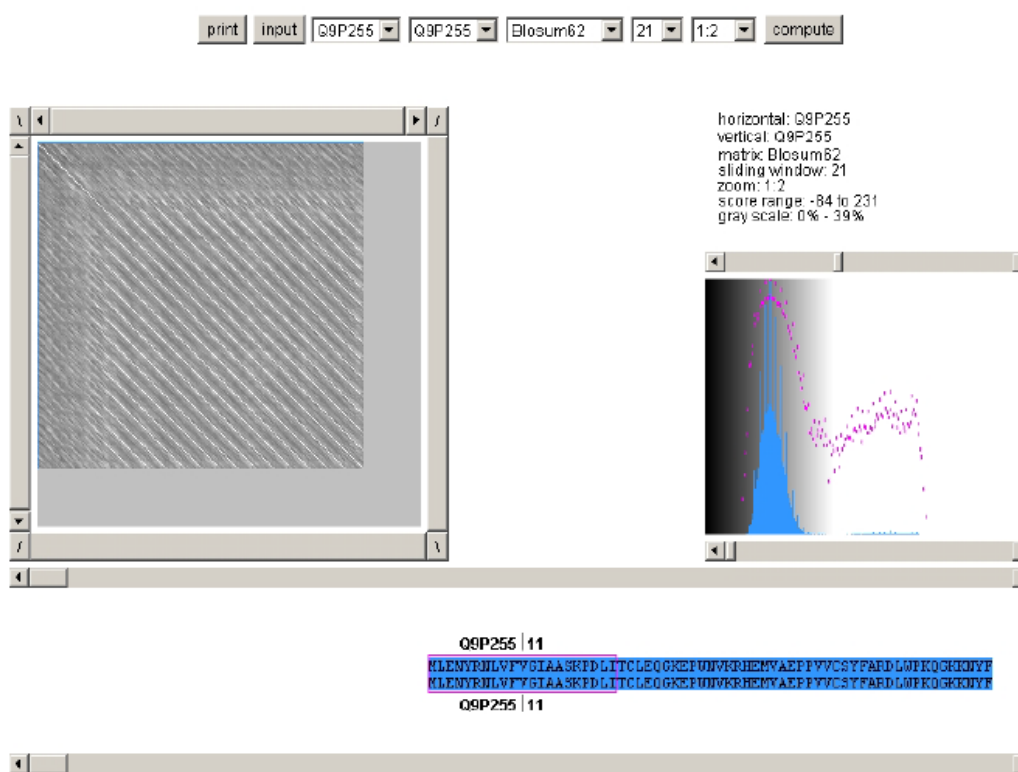 print input Q9P255 Q9P255 Blosum62 21 1:2 compute
horizontal: Q9P255
vertical: Q9P255
matrix: Blosum62
sliding window: 21
zoom: 1:2
score range: -84 to 231
gray scale: 0% - 39%
\ /
/ \
Q9P255 | 11
MLENYRNLVFVGIAASKPDLITCLEQGKEPWNVKRHEMVAEPPVVCSYFARDLWPKQGKKNYF
MLENYRNLVFVGIAASKPDLITCLEQGKEPWNVKRHEMVAEPPVVCSYFARDLWPKQGKKNYF
Q9P255 | 11